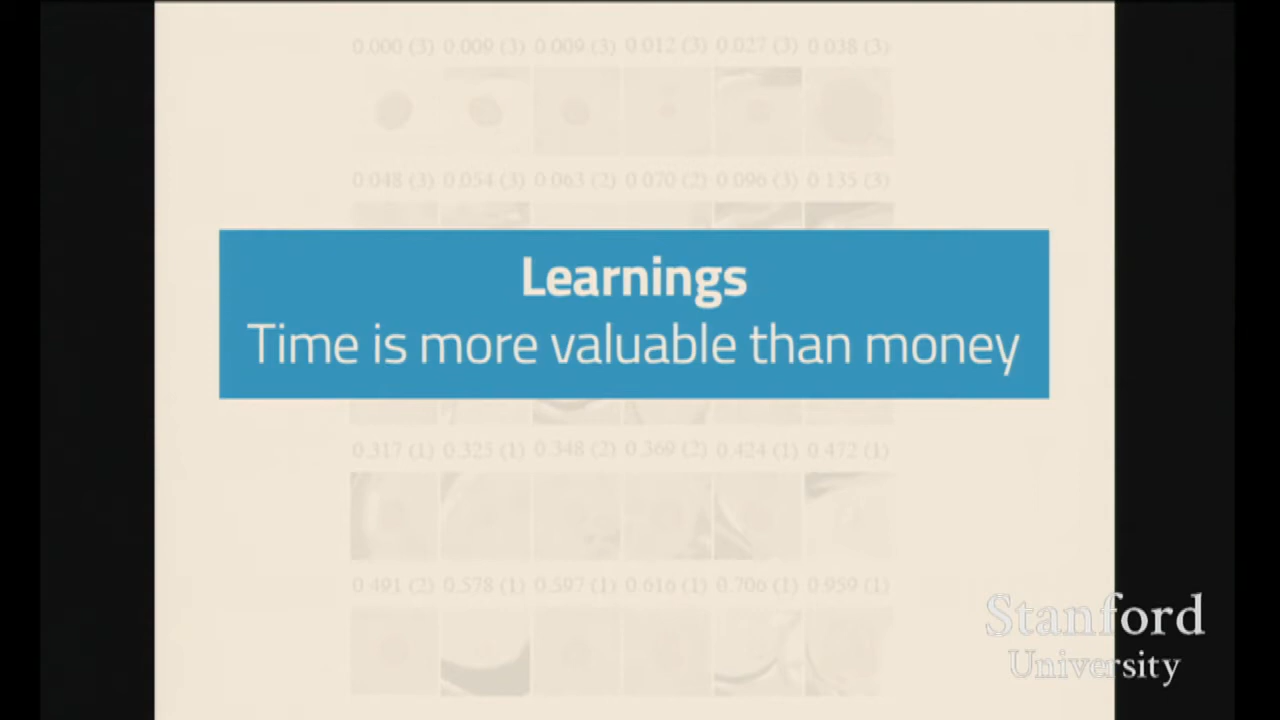 0.000 (3) 0.009 (3) 0.009 (3) 0.012 (3) 0.027 (3) 0.038 (3)
0.048 (3) 0.054 (3) 0.063 (2) 0.070 (2) 0.096 (3) 0.135 (3)
Learnings
Time is more valuable than money
0.317 (1) 0.325 (1) 0.348 (2) 0.369 (2) 0.424 (1) 0.472 (1)
0.491 (2) 0.578 (1) 0.597 (1) 0.616 (1) 0.706 (1) 0.959 (1)
Stanford
University